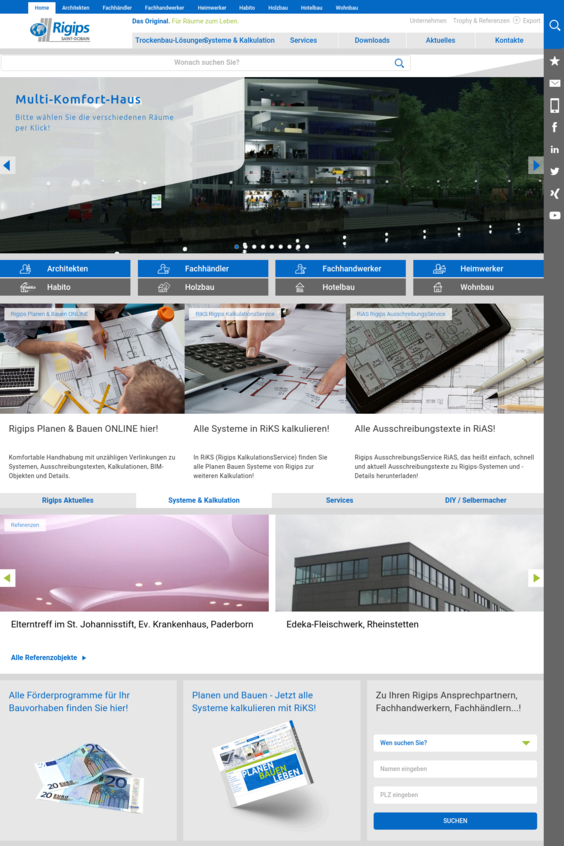 Home Architekten Fachhändler Fachhandwerker Heimwerker Habito Holzbau Hotelbau Wohnbau
Rigips
SAINT-GOBAIN
Das Original. Für Räume zum Leben.
Unternehmen Trophy & Referenzen Export
Trockenbau-Lösungen Systeme & Kalkulation Services Downloads Aktuelles Kontakte
Wonach suchen Sie?
Multi-Komfort-Haus
Bitte wählen Sie die verschiedenen Räume
per Klick!
Architekten Fachhändler Fachhandwerker Heimwerker
Habito Holzbau Hotelbau Wohnbau
Rigips Planen & Bauen ONLINE RiKS Rigips KalkulationsService RiAS Rigips AusschreibungsService
Rigips Planen & Bauen ONLINE hier!
Komfortable Handhabung mit unzähligen Verlinkungen zu
Systemen, Ausschreibungstexten, Kalkulationen, BIM-
Objekten und Details.
Alle Systeme in RiKS kalkulieren!
In RiKS (Rigips KalkulationsService) finden Sie
alle Planen Bauen Systeme von Rigips zur
weiteren Kalkulation!
Alle Ausschreibungstexte in RiAS!
Rigips AusschreibungsService RiAS, das heißt einfach, schnell
und aktuell Ausschreibungstexte zu Rigips-Systemen und -
Details herunterladen!
Rigips Aktuelles Systeme & Kalkulation Services DIY / Selbermacher
Referenzen
Elterntreff im St. Johannisstift, Ev. Krankenhaus, Paderborn
Edeka-Fleischwerk, Rheinstetten
Alle Referenzobjekte
Alle Förderprogramme für Ihr
Bauvorhaben finden Sie hier!
20 EURO
20
Planen und Bauen - Jetzt alle
Systeme kalkulieren mit RiKS!
PLANEN
BAUEN
LEBEN
Zu Ihren Rigips Ansprechpartnern,
Fachhandwerkern, Fachhändlern...!
Wen suchen Sie?
Namen eingeben
PLZ eingeben
SUCHEN